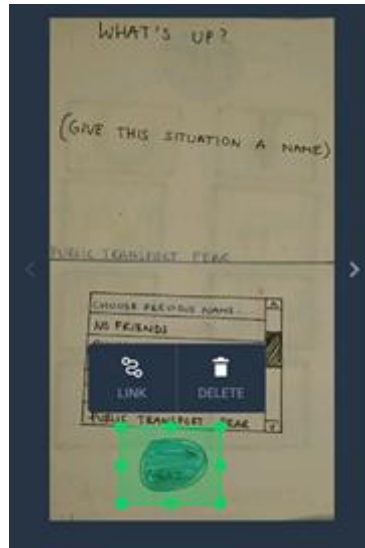 WHAT'S UP?
(GIVE THIS SITUATION A NAME)
PUBLIC TRANSPORT FEAR
CHOOSE PREVIOUS NAME...
NO FRIENDS
LINK
DELETE
PUBLIC TRANSPORT FEAR